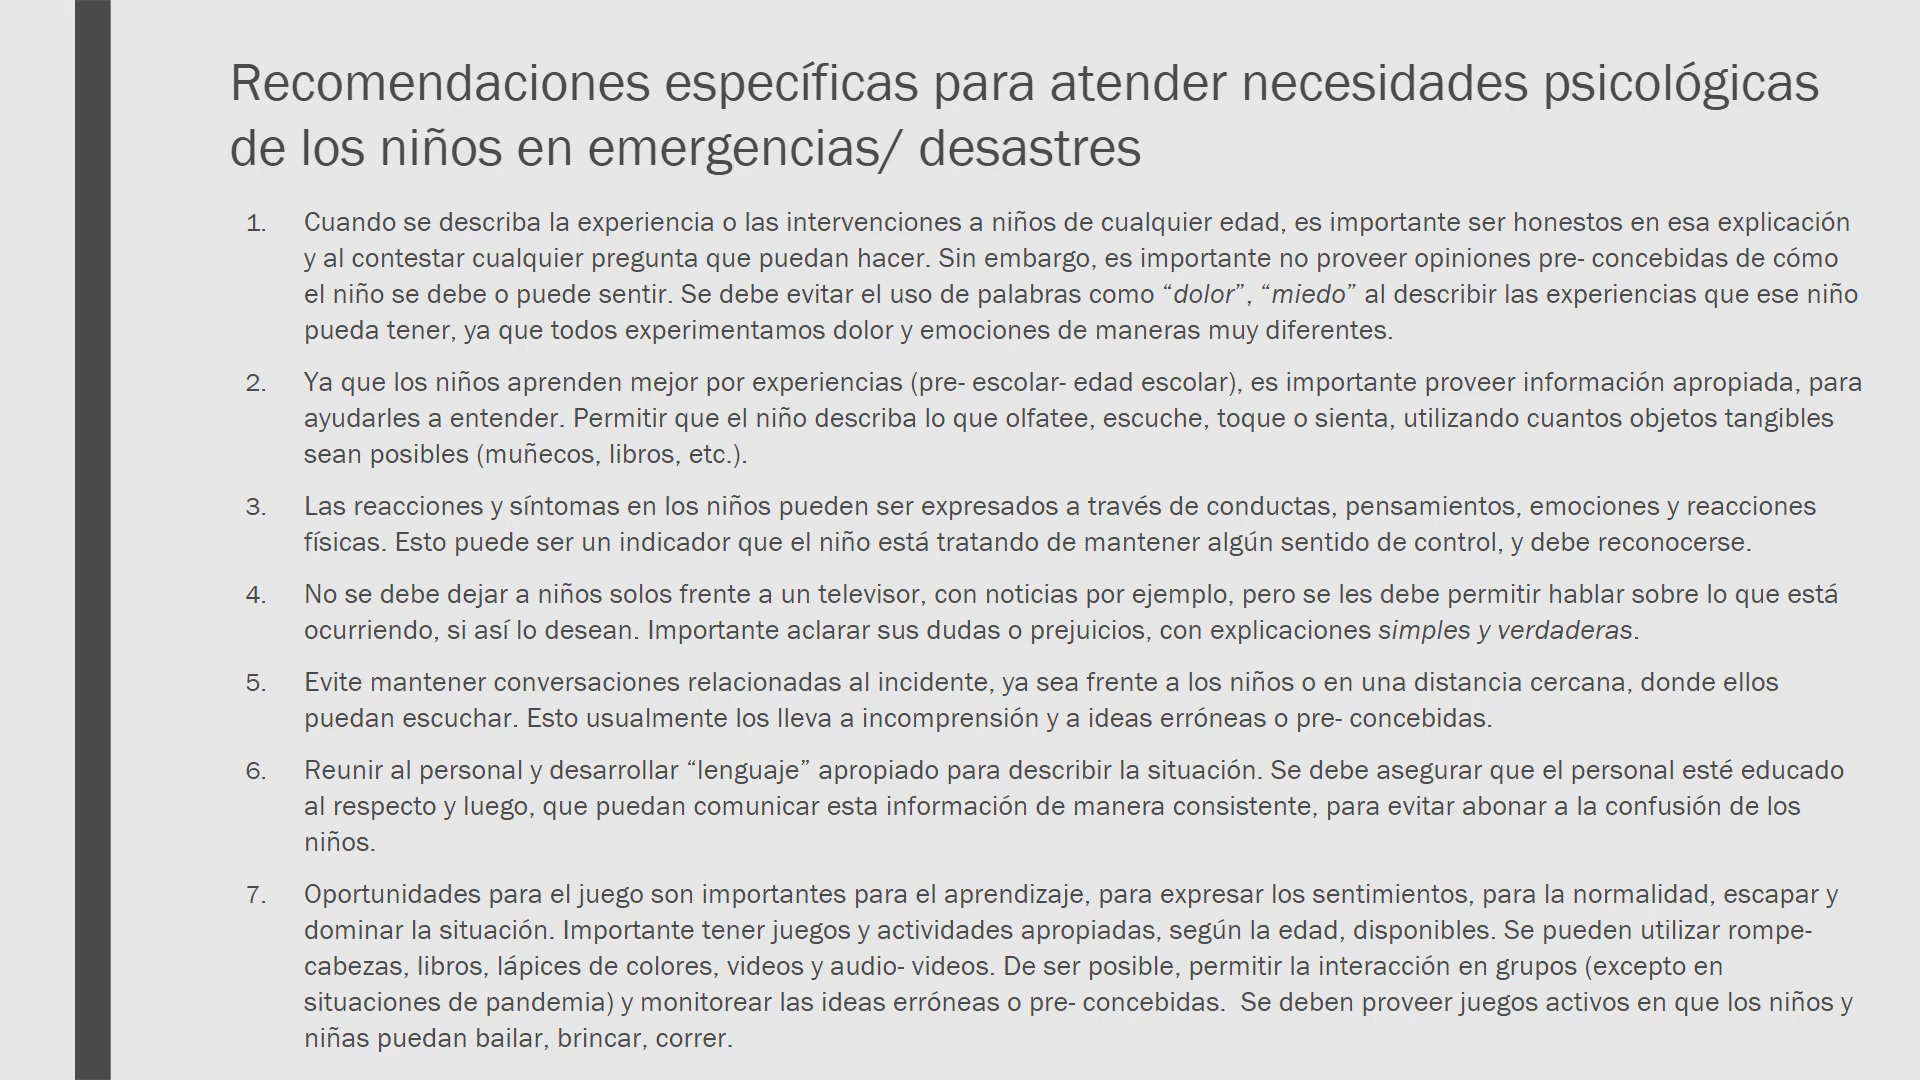 Recomendaciones específicas para atender necesidades psicológicas
de los niños en emergencias/ desastres
1. Cuando se describa la experiencia o las intervenciones a niños de cualquier edad, es importante ser honestos en esa explicación
y al contestar cualquier pregunta que puedan hacer. Sin embargo, es importante no proveer opiniones pre- concebidas de cómo
el niño se debe o puede sentir. Se debe evitar el uso de palabras como “dolor”, “miedo” al describir las experiencias que ese niño
pueda tener, ya que todos experimentamos dolor y emociones de maneras muy diferentes.
2. Ya que los niños aprenden mejor por experiencias (pre- escolar- edad escolar), es importante proveer información apropiada, para
ayudarles a entender. Permitir que el niño describa lo que olfatee, escuche, toque o sienta, utilizando cuantos objetos tangibles
sean posibles (muñecos, libros, etc.).
3. Las reacciones y síntomas en los niños pueden ser expresados a través de conductas, pensamientos, emociones y reacciones
físicas. Esto puede ser un indicador que el niño está tratando de mantener algún sentido de control, y debe reconocerse.
4. No se debe dejar a niños solos frente a un televisor, con noticias por ejemplo, pero se les debe permitir hablar sobre lo que está
ocurriendo, si así lo desean. Importante aclarar sus dudas o prejuicios, con explicaciones simples y verdaderas.
5. Evite mantener conversaciones relacionadas al incidente, ya sea frente a los niños o en una distancia cercana, donde ellos
puedan escuchar. Esto usualmente los lleva a incomprensión y a ideas erróneas o pre- concebidas.
6. Reunir al personal y desarrollar “lenguaje” apropiado para describir la situación. Se debe asegurar que el personal esté educado
al respecto y luego, que puedan comunicar esta información de manera consistente, para evitar abonar a la confusión de los
niños.
7. Oportunidades para el juego son importantes para el aprendizaje, para expresar los sentimientos, para la normalidad, escapar y
dominar la situación. Importante tener juegos y actividades apropiadas, según la edad, disponibles. Se pueden utilizar rompe-
cabezas, libros, lápices de colores, videos y audio- videos. De ser posible, permitir la interacción en grupos (excepto en
situaciones de pandemia) y monitorear las ideas erróneas o pre- concebidas.  Se deben proveer juegos activos en que los niños y
niñas puedan bailar, brincar, correr.